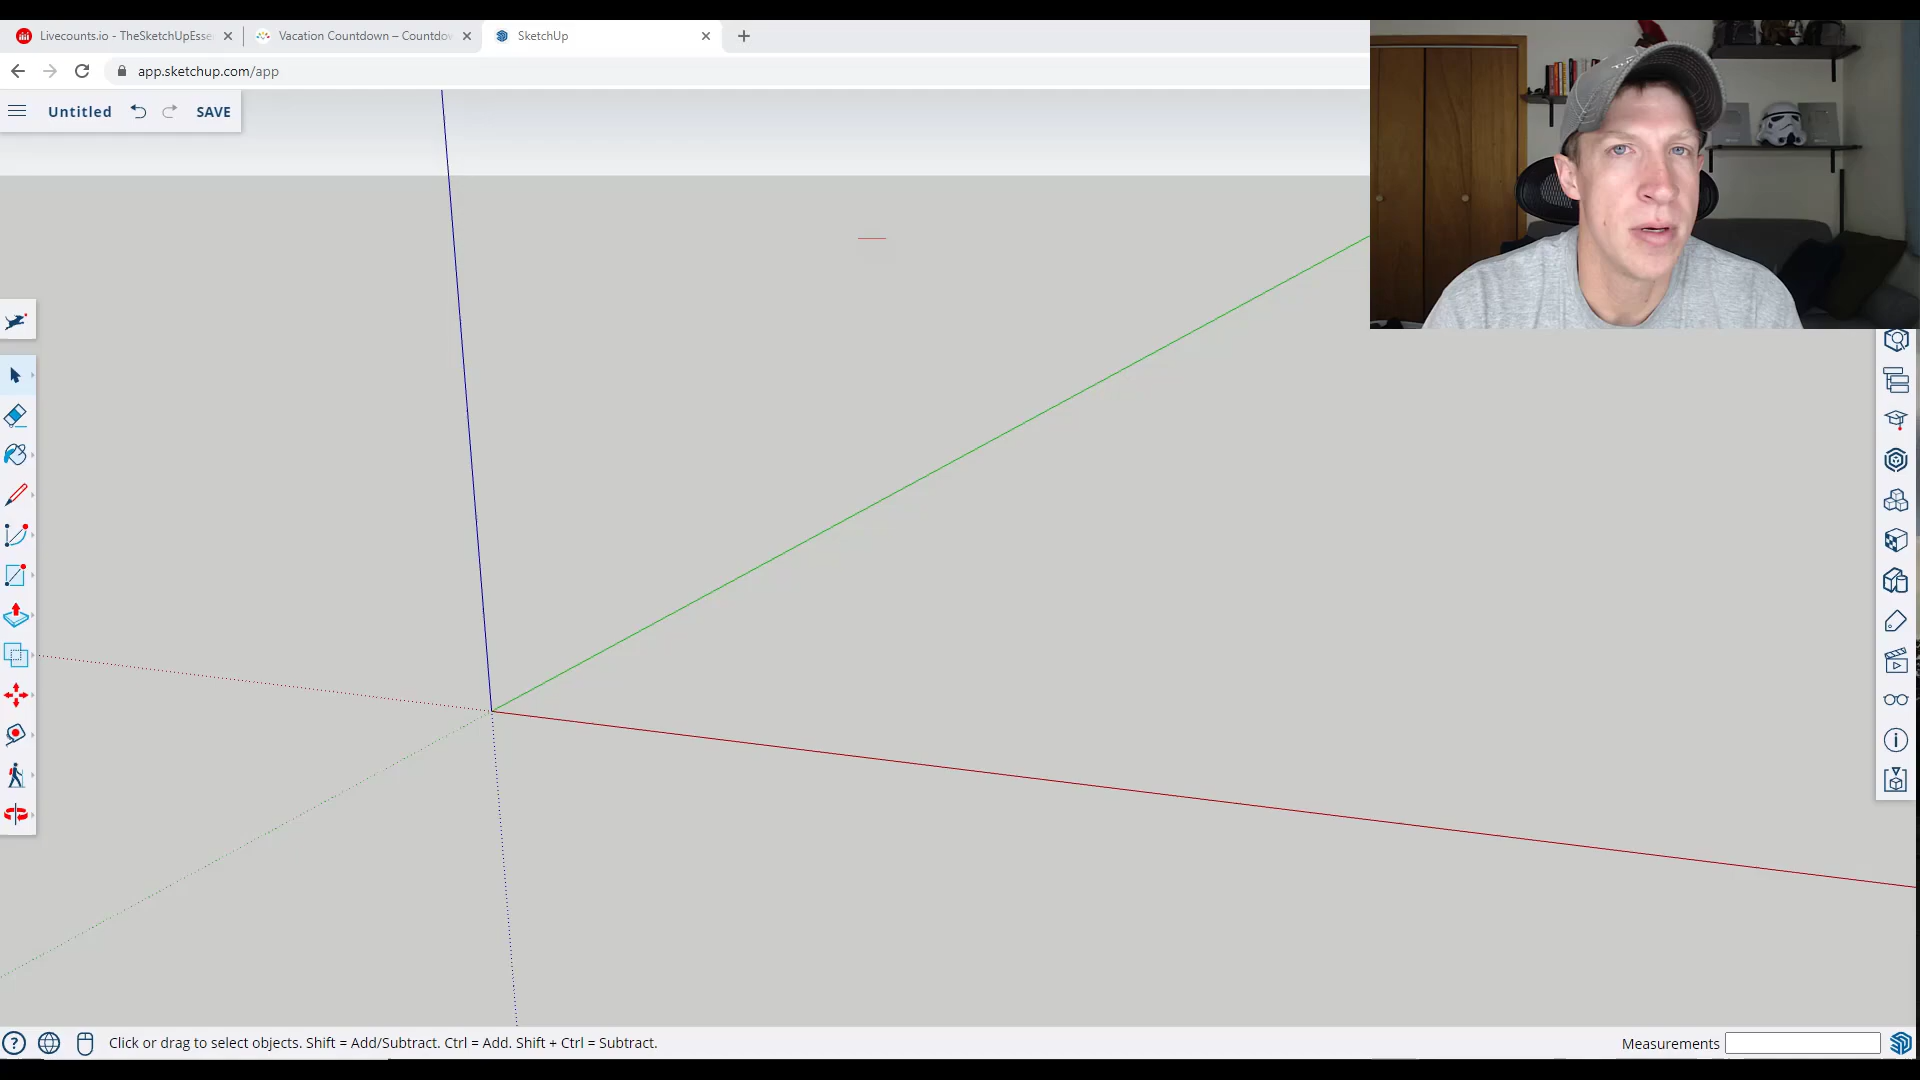 Livecounts.io - TheSketchUpEsse
Vacation Countdown – Countdow
SketchUp
app.sketchup.com/app
Untitled
SAVE
Click or drag to select objects. Shift = Add/Subtract. Ctrl = Add. Shift + Ctrl = Subtract.
Measurements